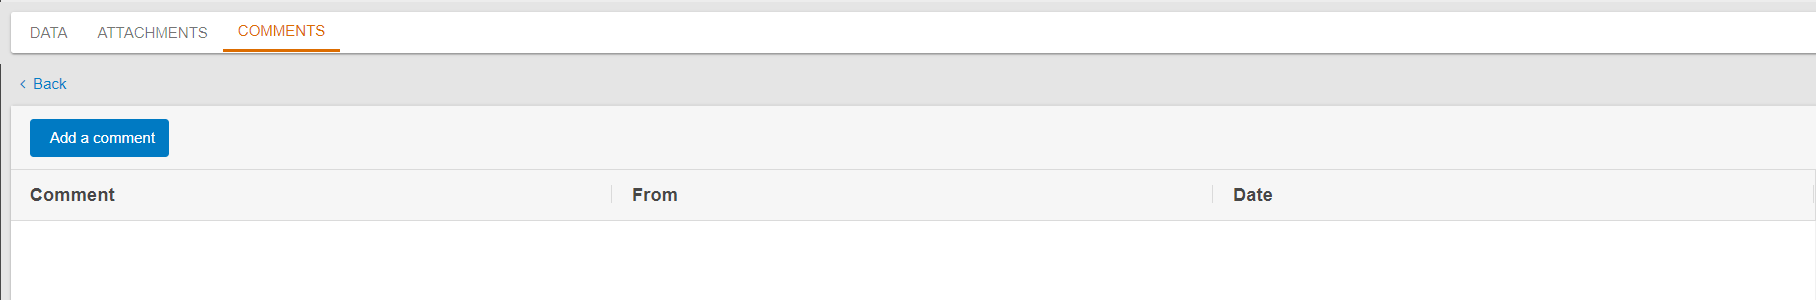 DATA ATTACHMENTS COMMENTS
< Back
Add a comment
Comment From Date